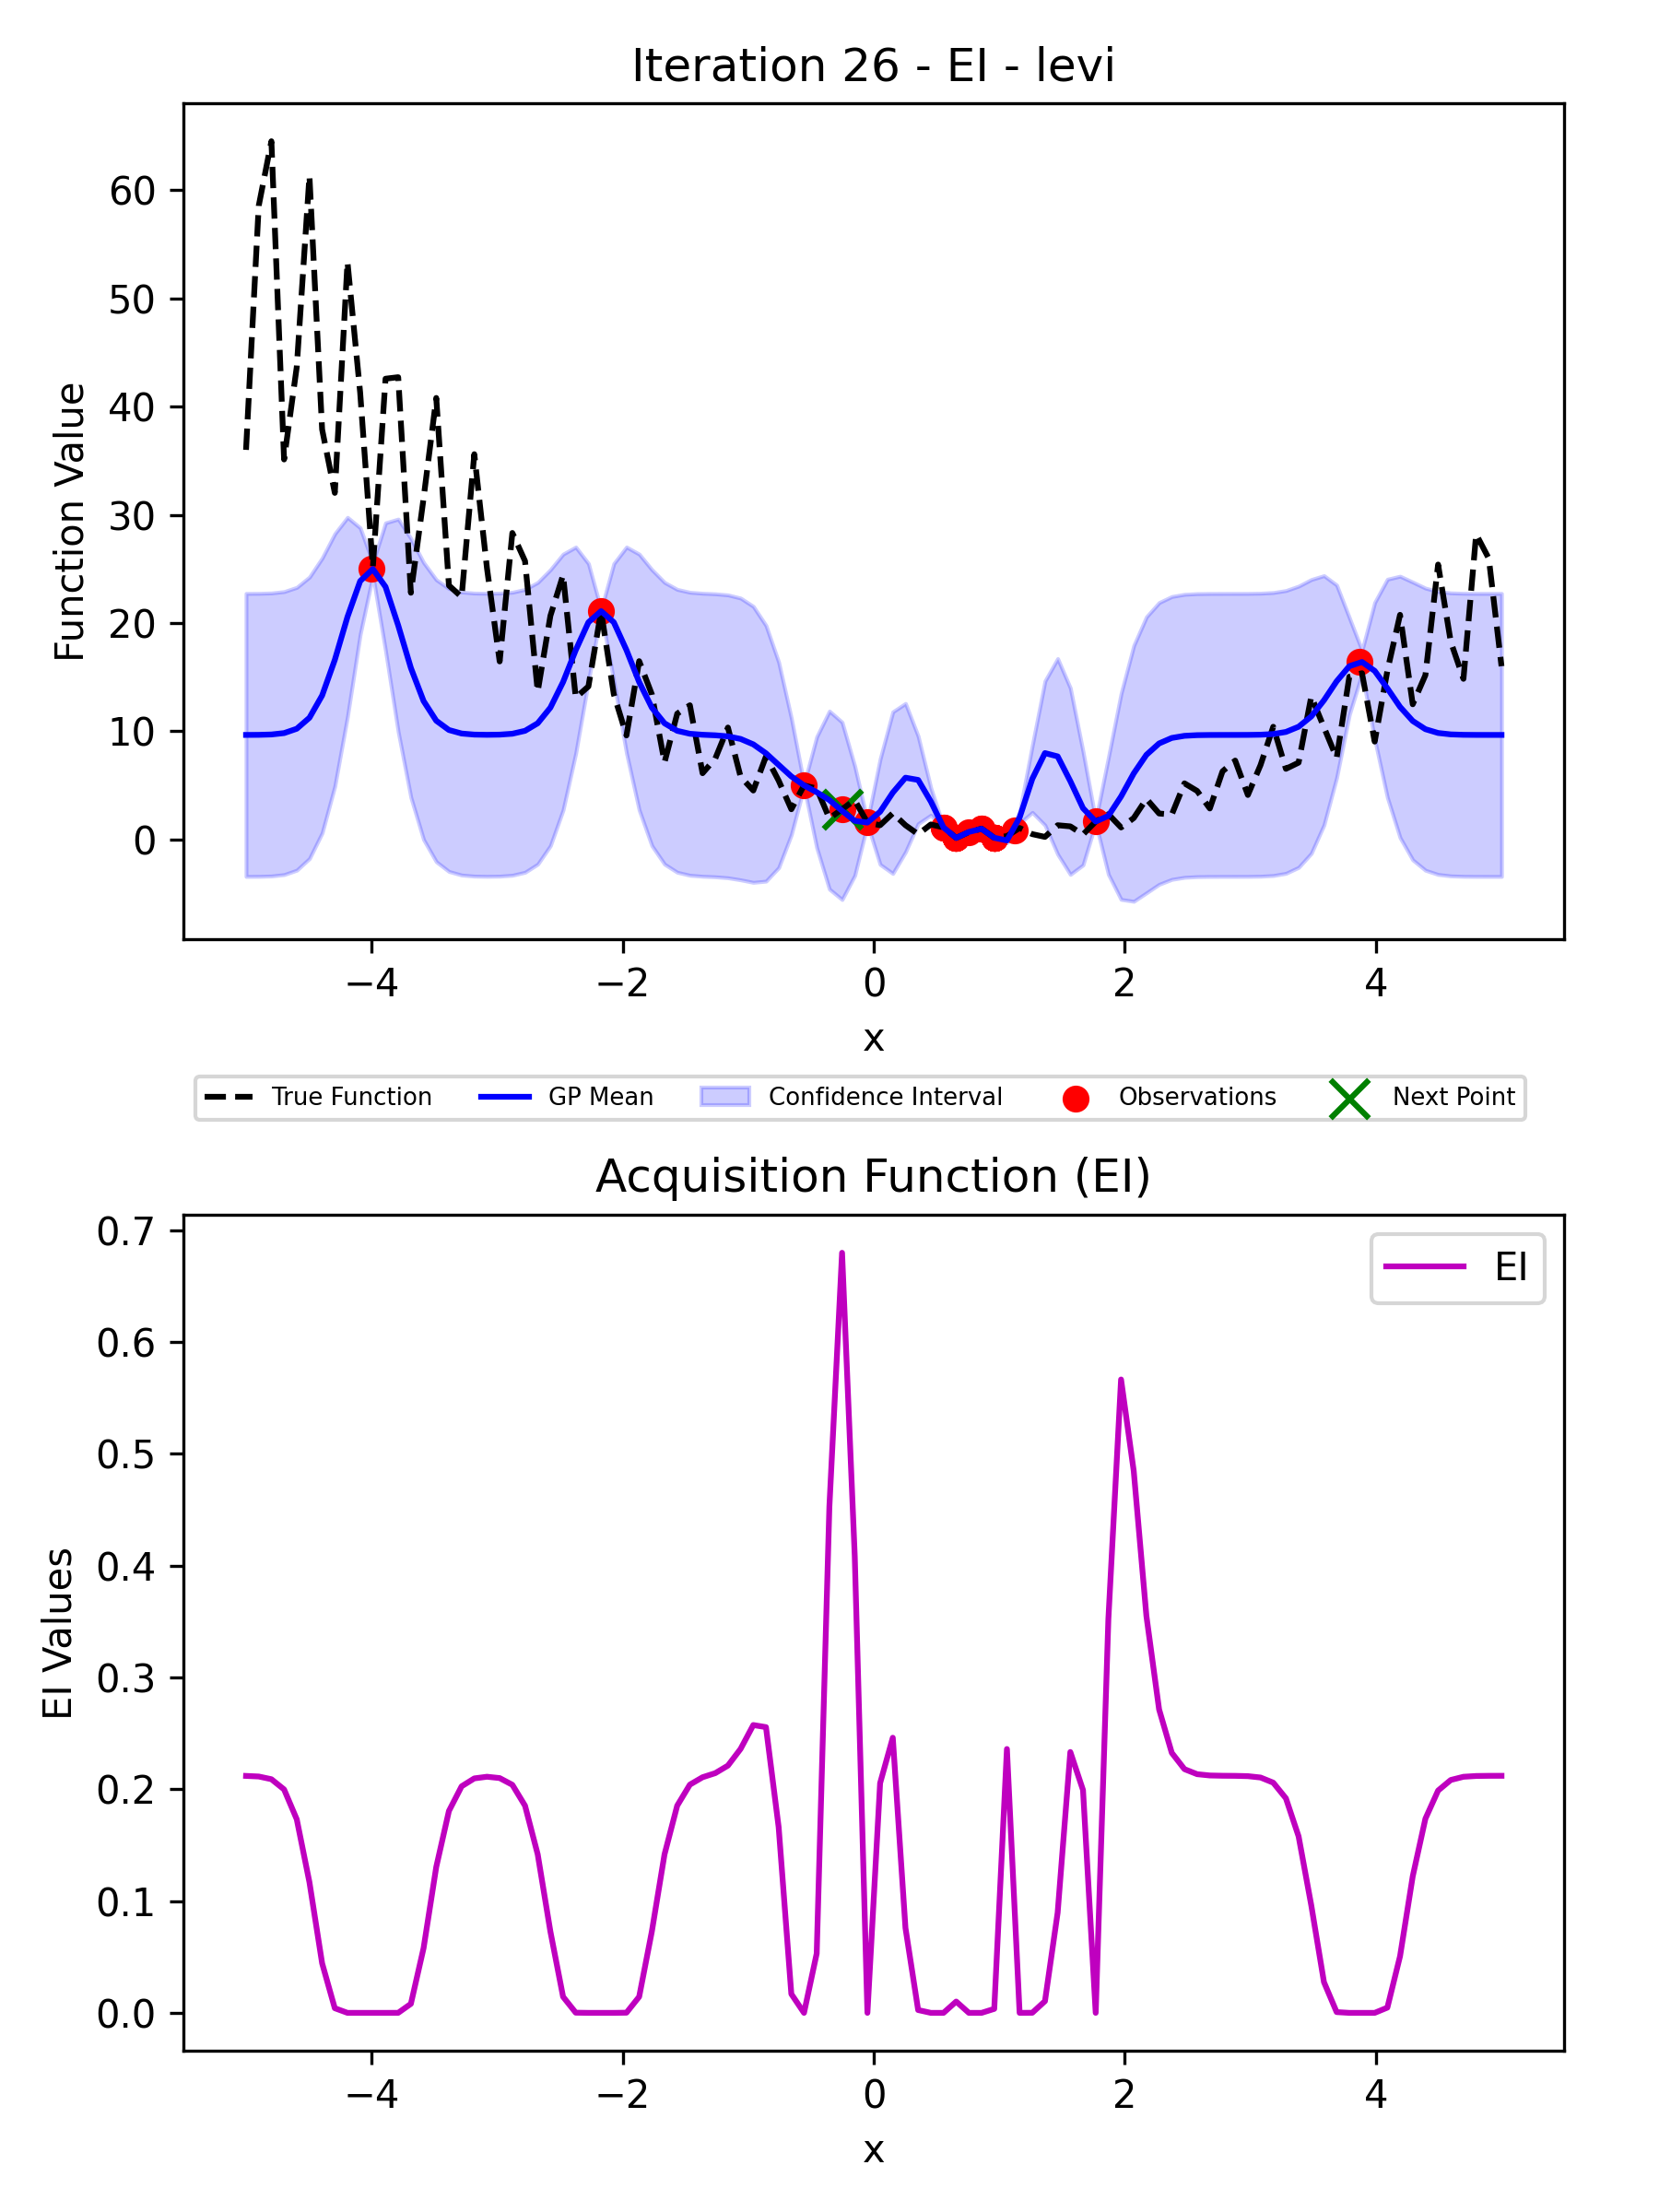 Iteration 26 - EI - levi
Function Value
60
50
40
30
20
10
0
−4 −2 0 2 4
x
True Function GP Mean Confidence Interval Observations Next Point
Acquisition Function (EI)
EI
EI Values
0.7
0.6
0.5
0.4
0.3
0.2
0.1
0.0
−4 −2 0 2 4
x